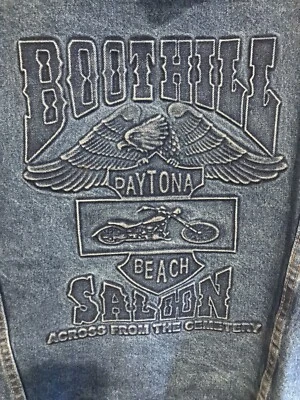 BOOTHILL
DAYTONA
BEACH
SALOON
ACROSS FROM THE CEMETERY